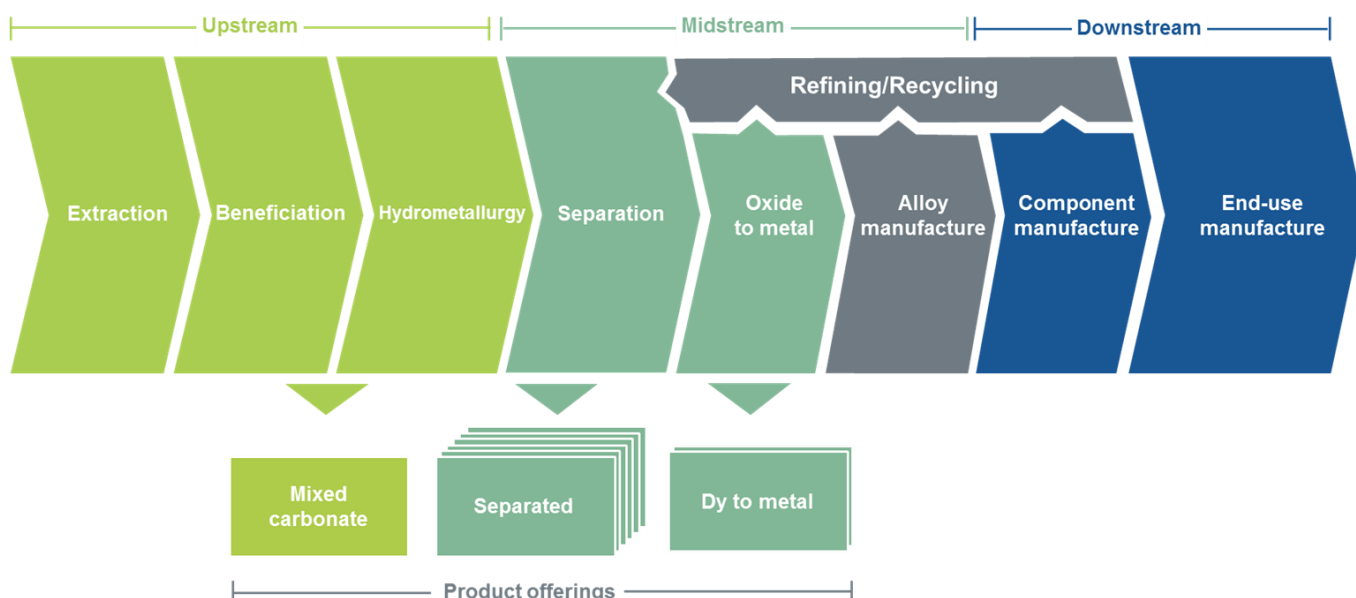 Upstream
Midstream
Downstream
Refining/Recycling
Extraction
Beneficiation
Hydrometallurgy
Separation
Oxide
to metal
Alloy
manufacture
Component
manufacture
End-use
manufacture
Mixed
carbonate
Separated
Dy to metal
Product offerings